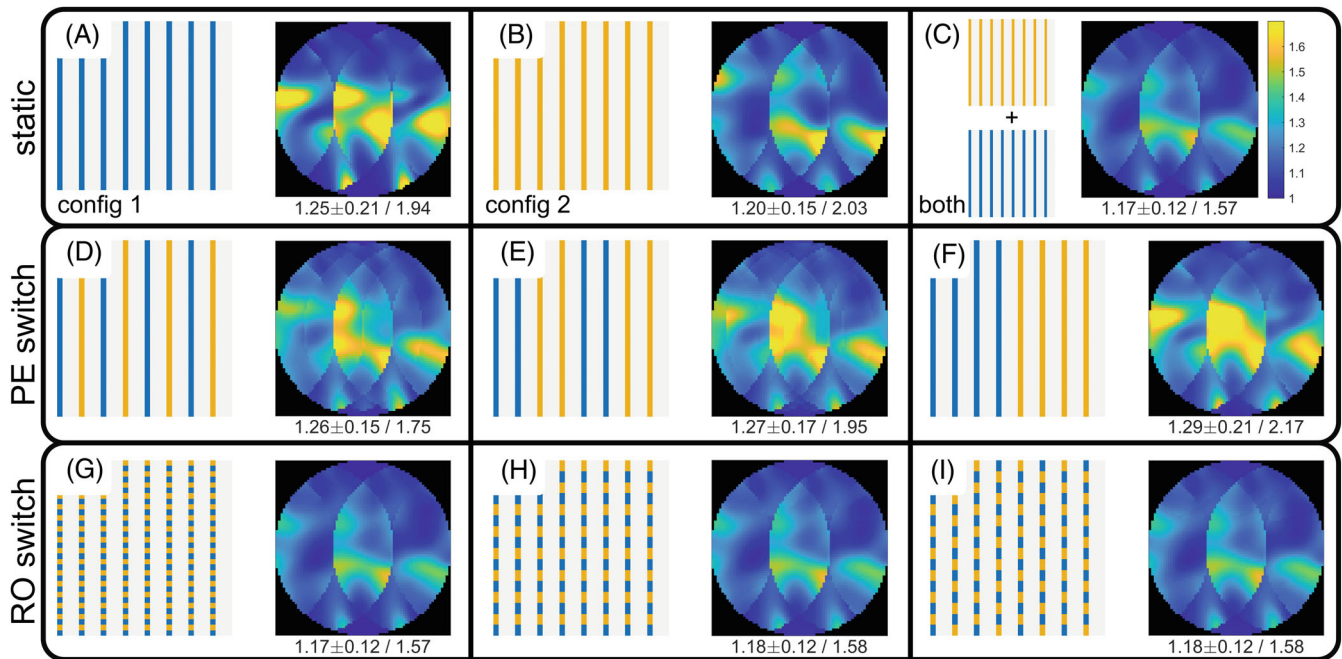 static
(A)
config 1
1.25±0.21 / 1.94
(B)
config 2
1.20±0.15 / 2.03
(C)
+
both
1.17±0.12 / 1.57
1.6
1.5
1.4
1.3
1.2
1.1
1
PE switch
(D)
1.26±0.15 / 1.75
(E)
1.27±0.17 / 1.95
(F)
1.29±0.21 / 2.17
RO switch
(G)
1.17±0.12 / 1.57
(H)
1.18±0.12 / 1.58
(I)
1.18±0.12 / 1.58